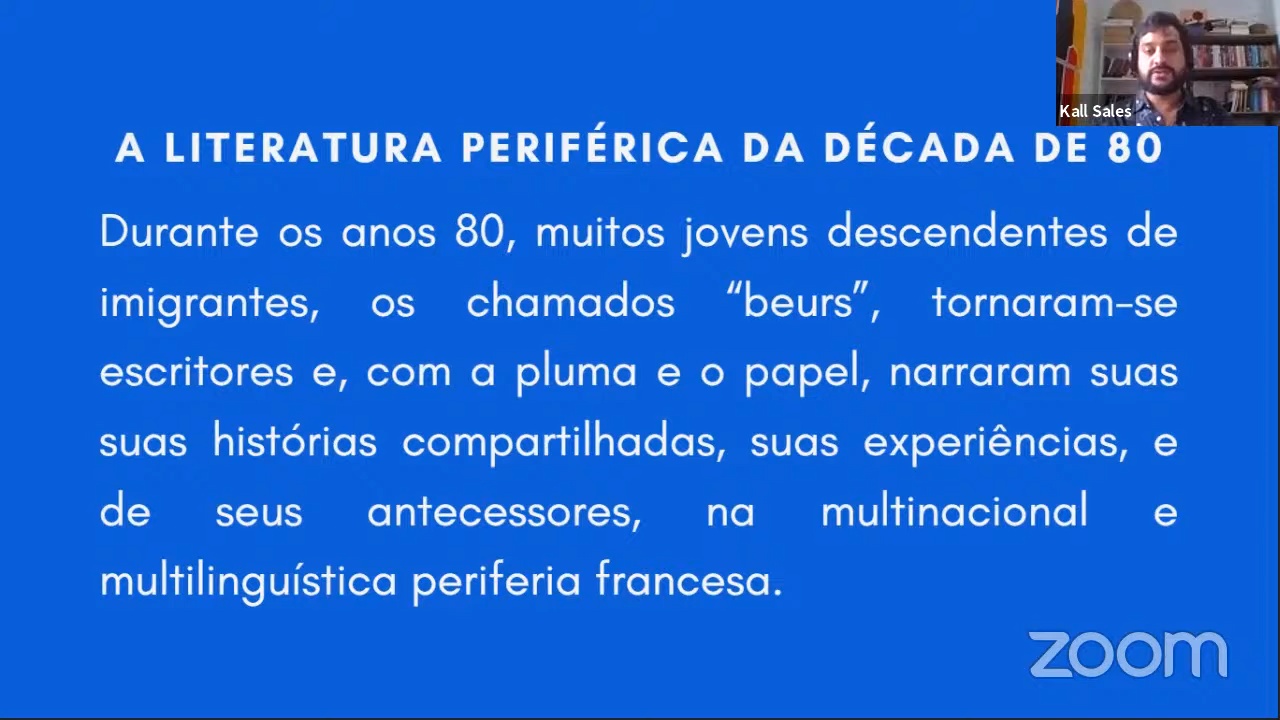 Kall Sales
A LITERATURA PERIFÉRICA DA DÉCADA DE 80
Durante os anos 80, muitos jovens descendentes de
imigrantes, os chamados “beurs”, tornaram-se
escritores e, com a pluma e o papel, narraram suas
suas histórias compartilhadas, suas experiências, e
de seus antecessores, na multinacional e
multilinguística periferia francesa.
zoom